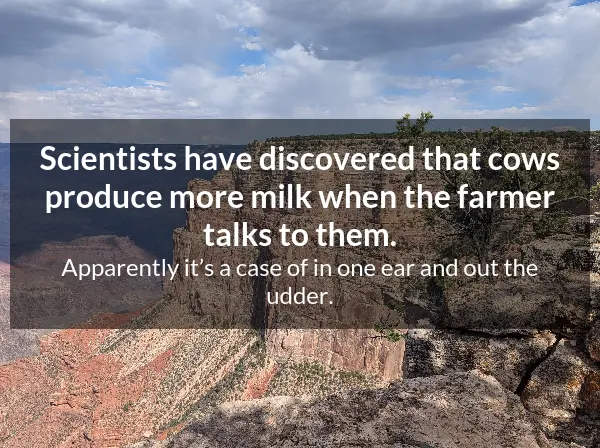 Scientists have discovered that cows
produce more milk when the farmer
talks to them.
Apparently it’s a case of in one ear and out the
udder.